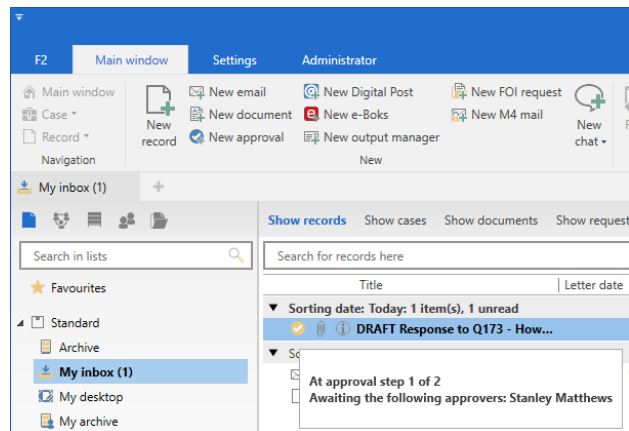 F2 Main window Settings Administrator
Main window New email New Digital Post New FOI request
Case New document New e-Boks New M4 mail
Record New record New approval New output manager New chat
Navigation New
My inbox (1) +
Show records Show cases Show documents Show request
Search in lists Search for records here
Title Letter date
Favourites
Sorting date: Today: 1 item(s), 1 unread
Standard DRAFT Response to Q173 - How...
Archive
My inbox (1) At approval step 1 of 2
Awaiting the following approvers: Stanley Matthews
My desktop
My archive